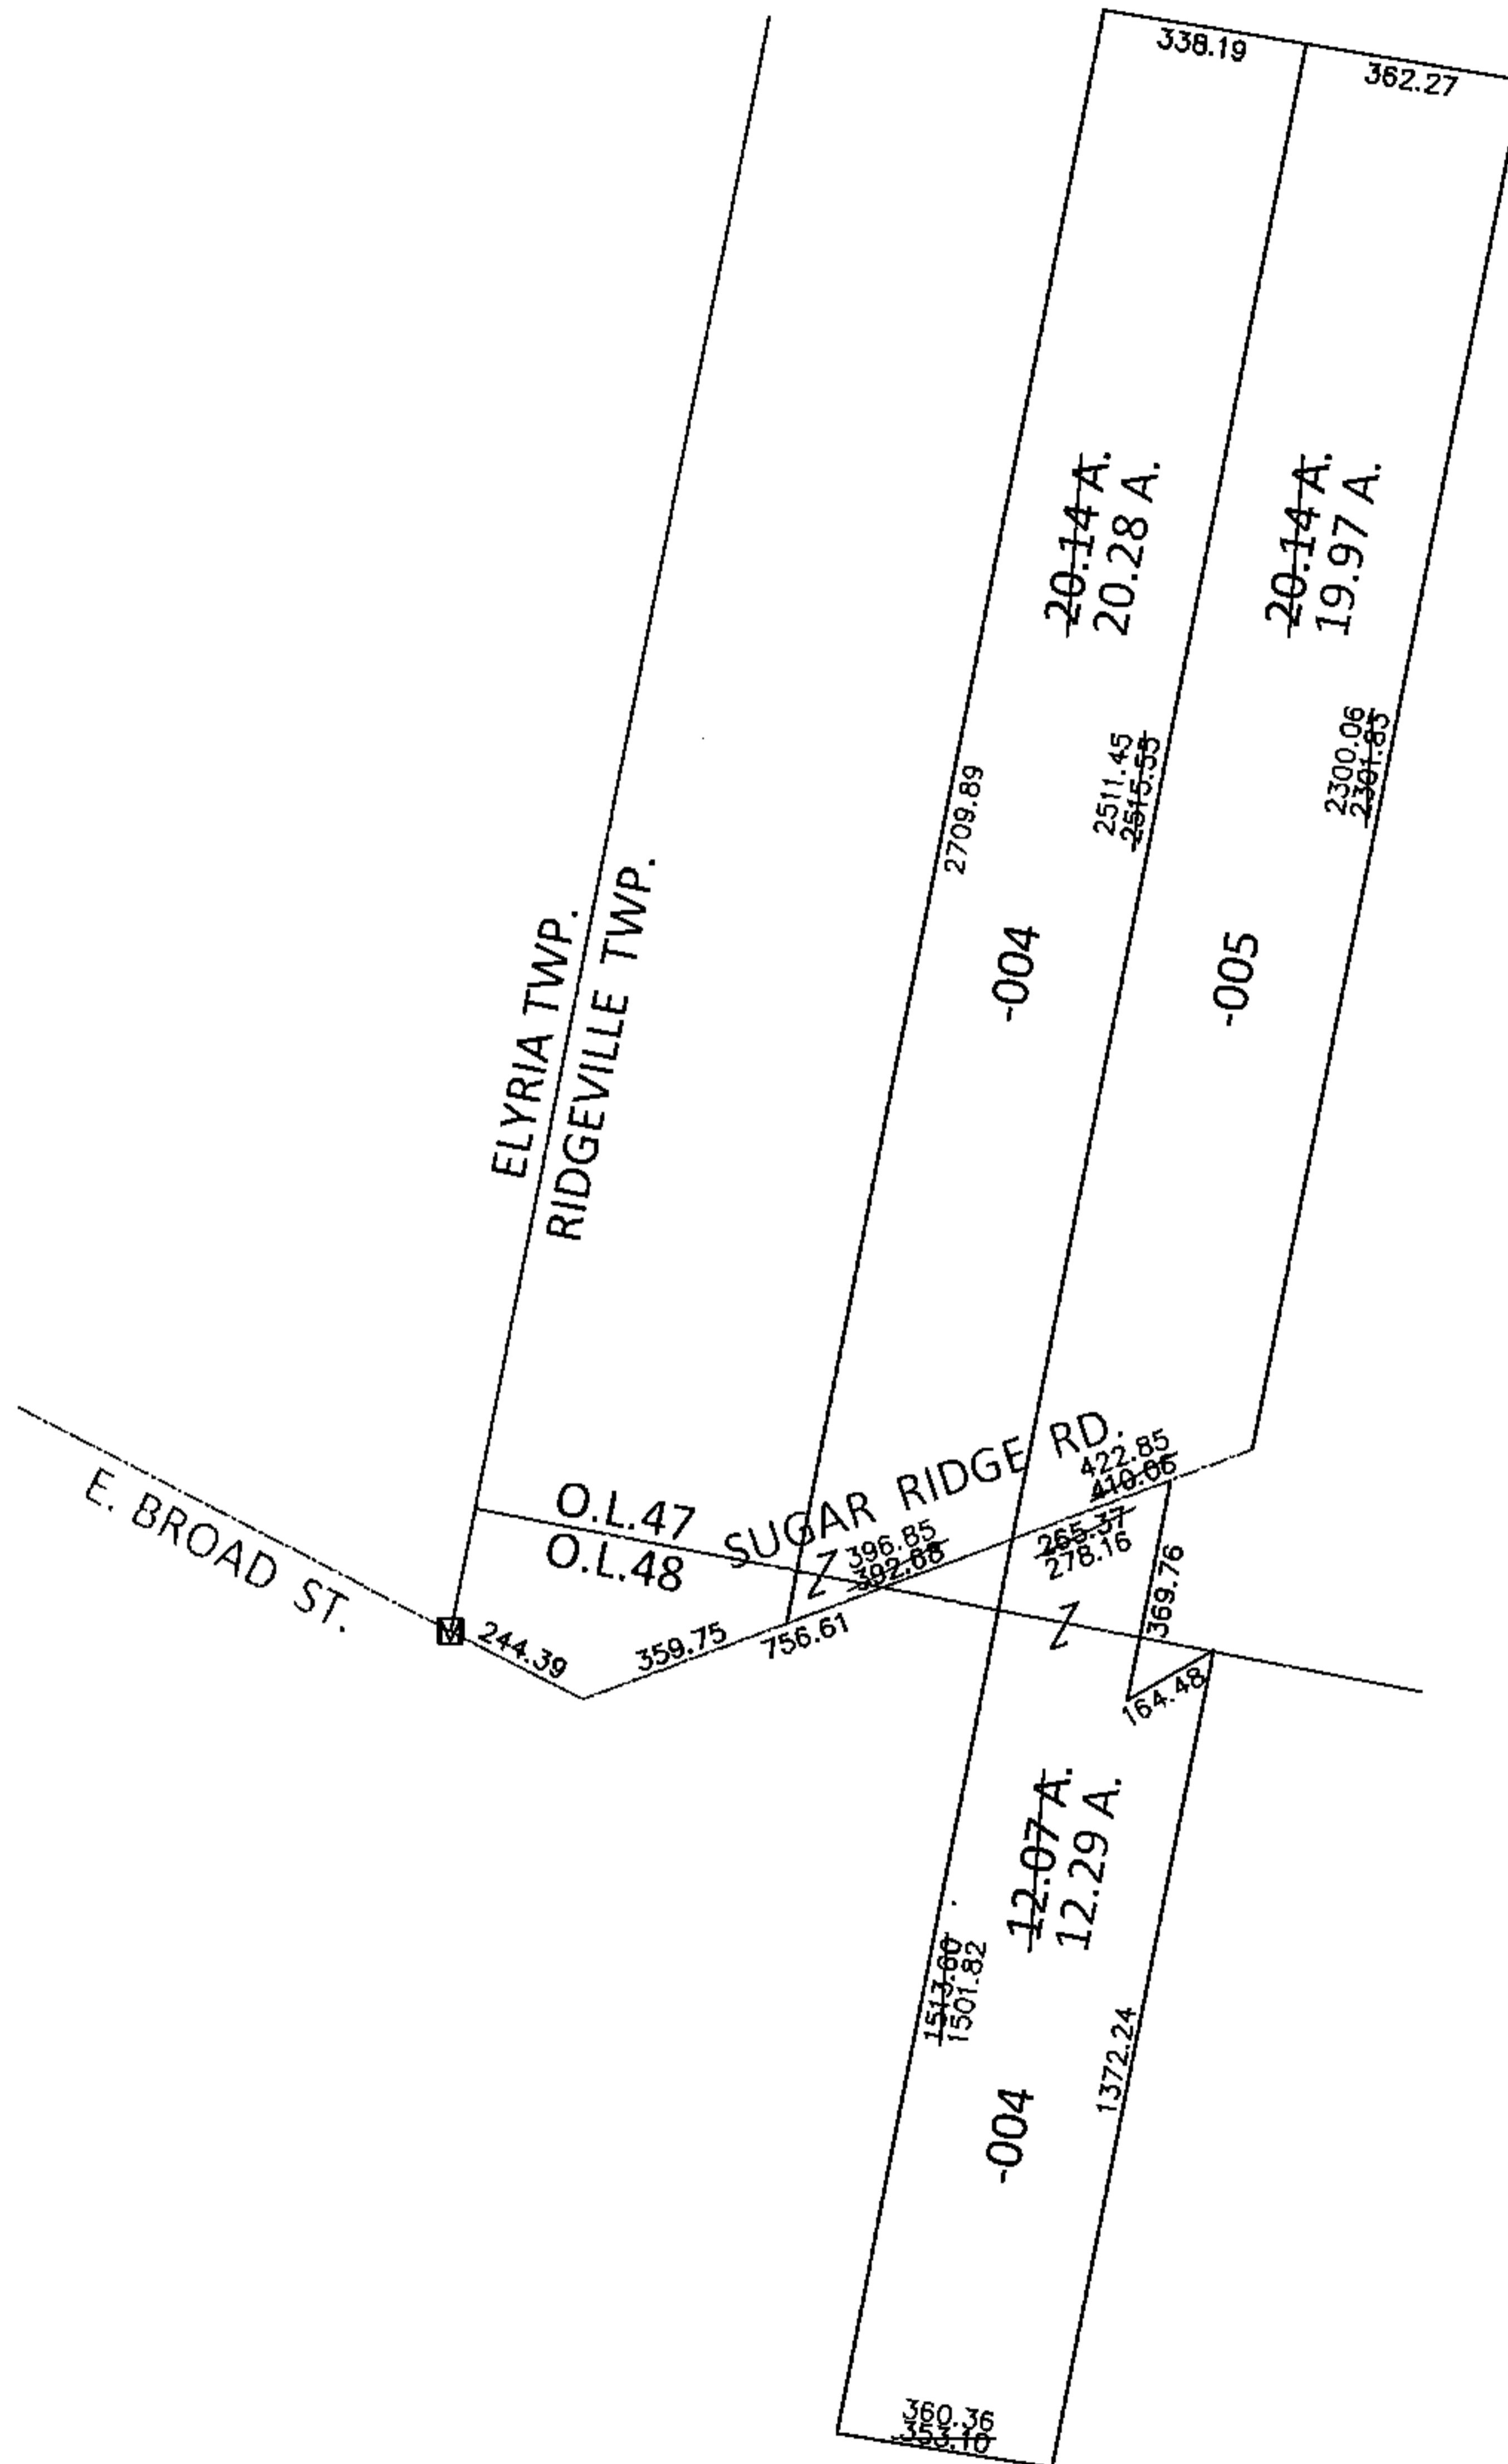 338.19
362.27
20.14 A.
20.28 A.
20.14 A.
19.97 A.
2709.89
2511.45
2515.55
2300.06
2301.85
-004
-005
ELYRIA TWP.
RIDGEVILLE TWP.
E. BROAD ST.
O.L.47
O.L.48
SUGAR RIDGE RD.
422.85
410.06
396.85
392.68
265.37
278.16
Z
Z
244.39
359.75
756.61
369.76
164.48
12.07 A.
12.29 A.
1513.60
1501.82
1372.24
-004
360.36
353.10